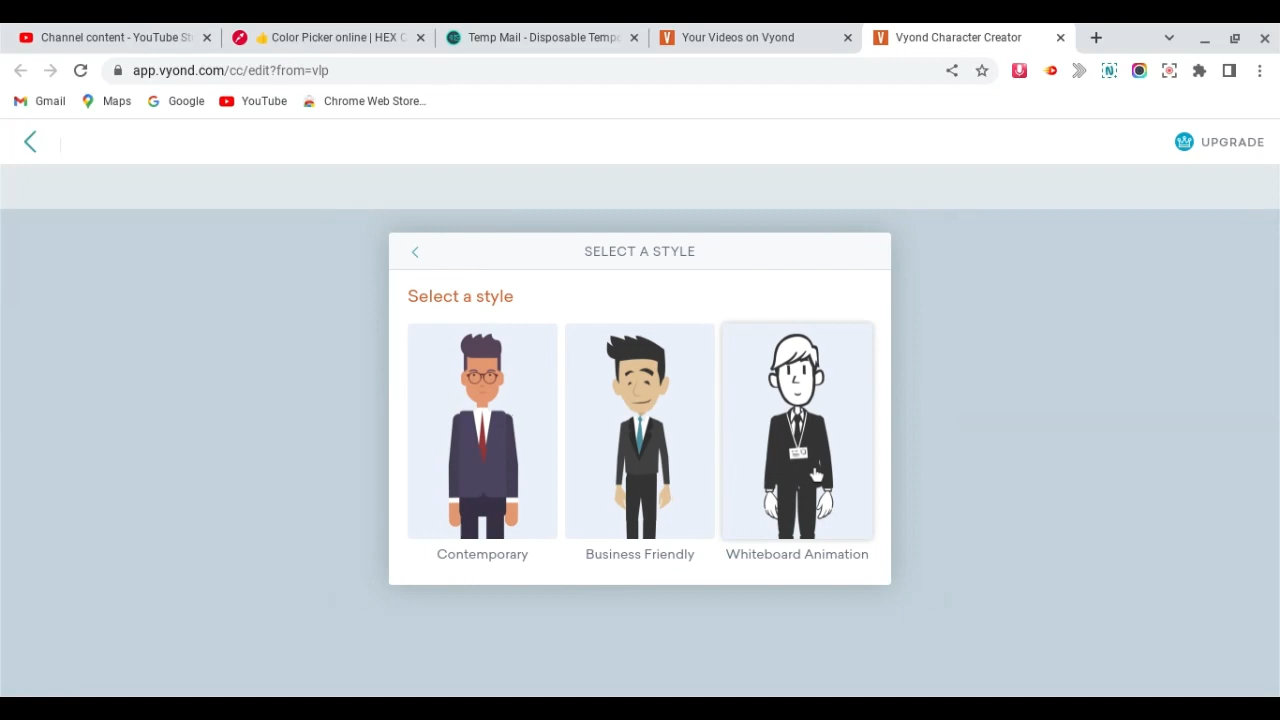 Channel content - YouTube St
👍 Color Picker online | HEX C
Temp Mail - Disposable Tempo
Your Videos on Vyond
Vyond Character Creator
app.vyond.com/cc/edit?from=vlp
Gmail
Maps
Google
YouTube
Chrome Web Store...
UPGRADE
SELECT A STYLE
Select a style
Contemporary
Business Friendly
Whiteboard Animation